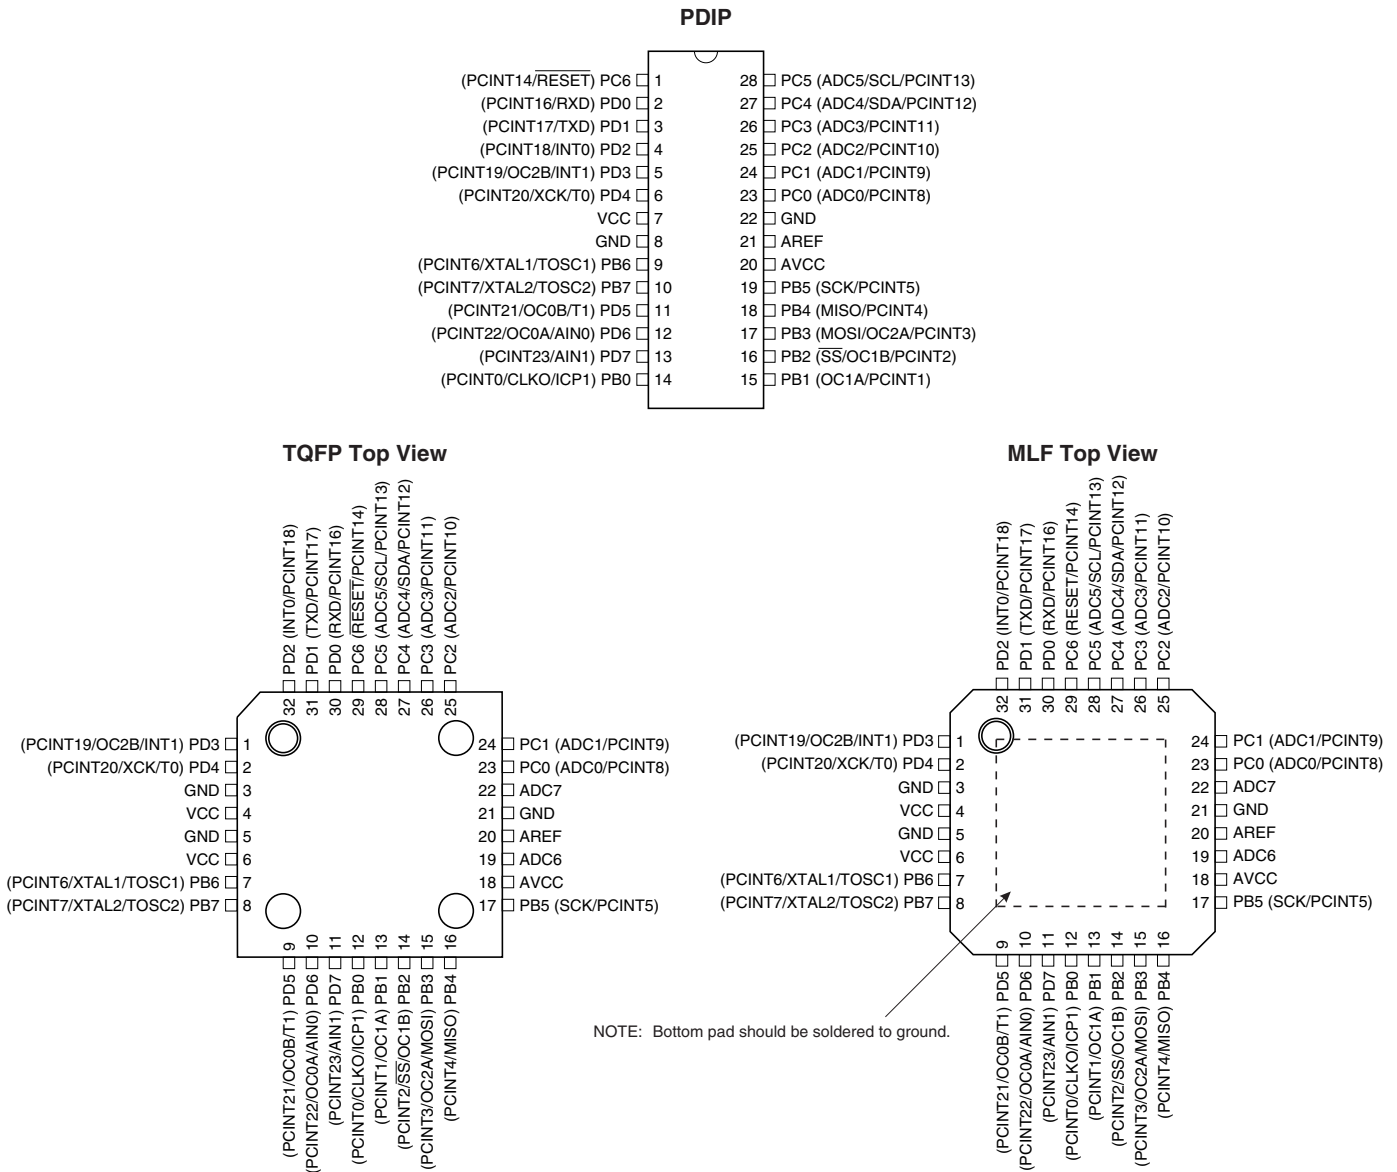 PDIP
(PCINT14/RESET) PC6 1
(PCINT16/RXD) PD0 2
(PCINT17/TXD) PD1 3
(PCINT18/INT0) PD2 4
(PCINT19/OC2B/INT1) PD3 5
(PCINT20/XCK/T0) PD4 6
VCC 7
GND 8
(PCINT6/XTAL1/TOSC1) PB6 9
(PCINT7/XTAL2/TOSC2) PB7 10
(PCINT21/OC0B/T1) PD5 11
(PCINT22/OC0A/AIN0) PD6 12
(PCINT23/AIN1) PD7 13
(PCINT0/CLKO/ICP1) PB0 14
28 PC5 (ADC5/SCL/PCINT13)
27 PC4 (ADC4/SDA/PCINT12)
26 PC3 (ADC3/PCINT11)
25 PC2 (ADC2/PCINT10)
24 PC1 (ADC1/PCINT9)
23 PC0 (ADC0/PCINT8)
22 GND
21 AREF
20 AVCC
19 PB5 (SCK/PCINT5)
18 PB4 (MISO/PCINT4)
17 PB3 (MOSI/OC2A/PCINT3)
16 PB2 (SS/OC1B/PCINT2)
15 PB1 (OC1A/PCINT1)
TQFP Top View
32 PD2 (INT0/PCINT18)
31 PD1 (TXD/PCINT17)
30 PD0 (RXD/PCINT16)
29 PC6 (RESET/PCINT14)
28 PC5 (ADC5/SCL/PCINT13)
27 PC4 (ADC4/SDA/PCINT12)
26 PC3 (ADC3/PCINT11)
25 PC2 (ADC2/PCINT10)
(PCINT19/OC2B/INT1) PD3 1
(PCINT20/XCK/T0) PD4 2
GND 3
VCC 4
GND 5
VCC 6
(PCINT6/XTAL1/TOSC1) PB6 7
(PCINT7/XTAL2/TOSC2) PB7 8
24 PC1 (ADC1/PCINT9)
23 PC0 (ADC0/PCINT8)
22 ADC7
21 GND
20 AREF
19 ADC6
18 AVCC
17 PB5 (SCK/PCINT5)
(PCINT21/OC0B/T1) PD5 9
(PCINT22/OC0A/AIN0) PD6 10
(PCINT23/AIN1) PD7 11
(PCINT0/CLKO/ICP1) PB0 12
(PCINT1/OC1A) PB1 13
(PCINT2/SS/OC1B) PB2 14
(PCINT3/OC2A/MOSI) PB3 15
(PCINT4/MISO) PB4 16
MLF Top View
32 PD2 (INT0/PCINT18)
31 PD1 (TXD/PCINT17)
30 PD0 (RXD/PCINT16)
29 PC6 (RESET/PCINT14)
28 PC5 (ADC5/SCL/PCINT13)
27 PC4 (ADC4/SDA/PCINT12)
26 PC3 (ADC3/PCINT11)
25 PC2 (ADC2/PCINT10)
(PCINT19/OC2B/INT1) PD3 1
(PCINT20/XCK/T0) PD4 2
GND 3
VCC 4
GND 5
VCC 6
(PCINT6/XTAL1/TOSC1) PB6 7
(PCINT7/XTAL2/TOSC2) PB7 8
24 PC1 (ADC1/PCINT9)
23 PC0 (ADC0/PCINT8)
22 ADC7
21 GND
20 AREF
19 ADC6
18 AVCC
17 PB5 (SCK/PCINT5)
(PCINT21/OC0B/T1) PD5 9
(PCINT22/OC0A/AIN0) PD6 10
(PCINT23/AIN1) PD7 11
(PCINT0/CLKO/ICP1) PB0 12
(PCINT1/OC1A) PB1 13
(PCINT2/SS/OC1B) PB2 14
(PCINT3/OC2A/MOSI) PB3 15
(PCINT4/MISO) PB4 16
NOTE: Bottom pad should be soldered to ground.